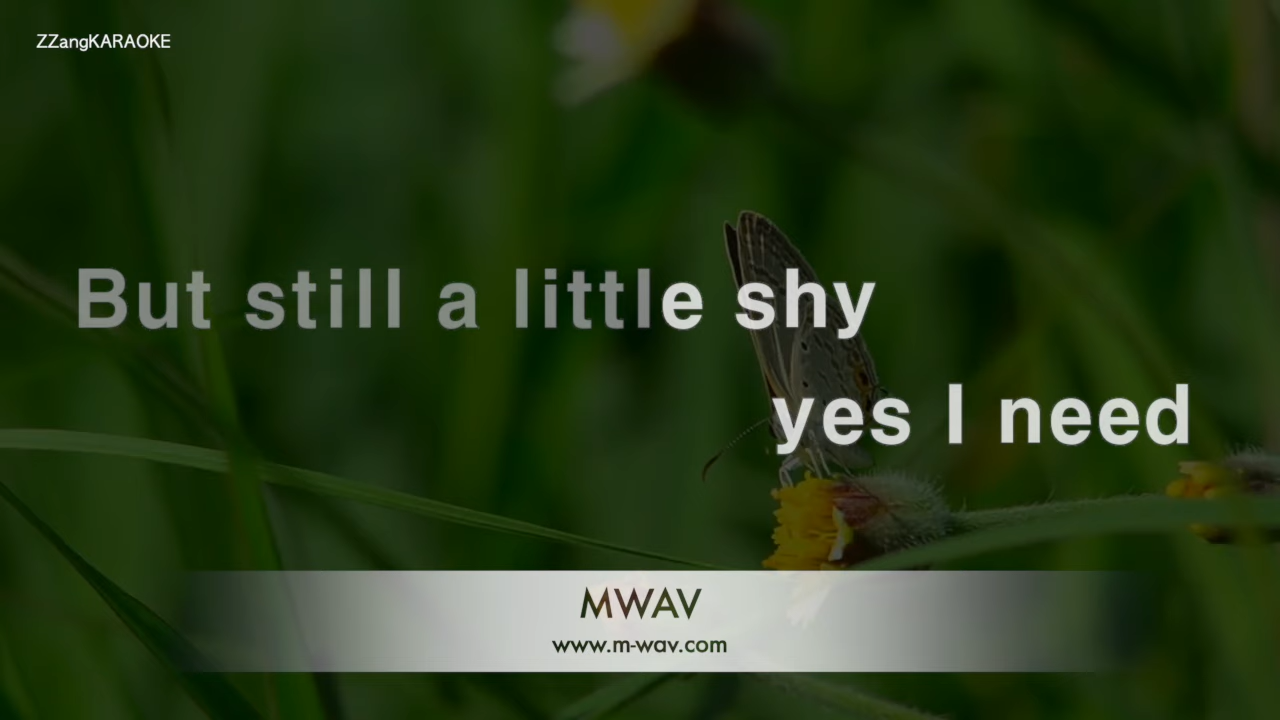 ZZangKARAOKE
But still a little shy
yes I need
MWAV
www.m-wav.com